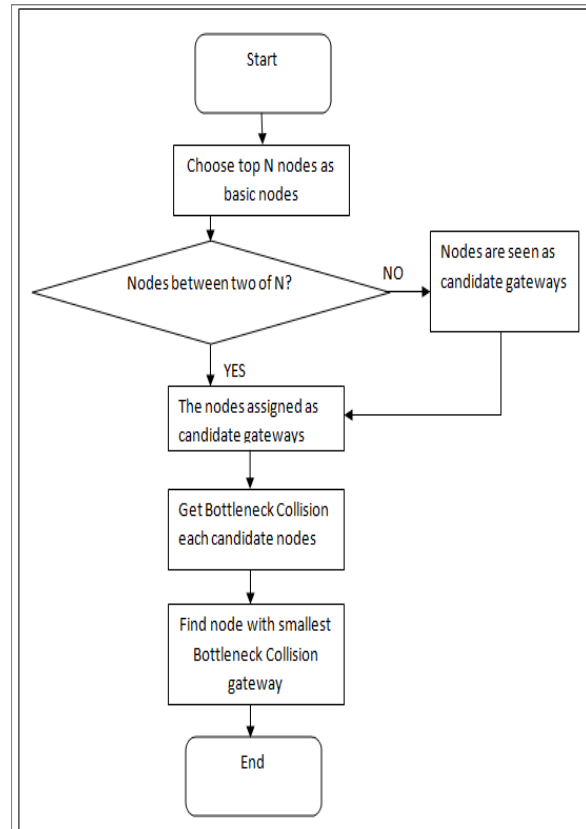 Start
Choose top N nodes as
basic nodes
Nodes between two of N?
NO
Nodes are seen as
candidate gateways
YES
The nodes assigned as
candidate gateways
Get Bottleneck Collision
each candidate nodes
Find node with smallest
Bottleneck Collision
gateway
End